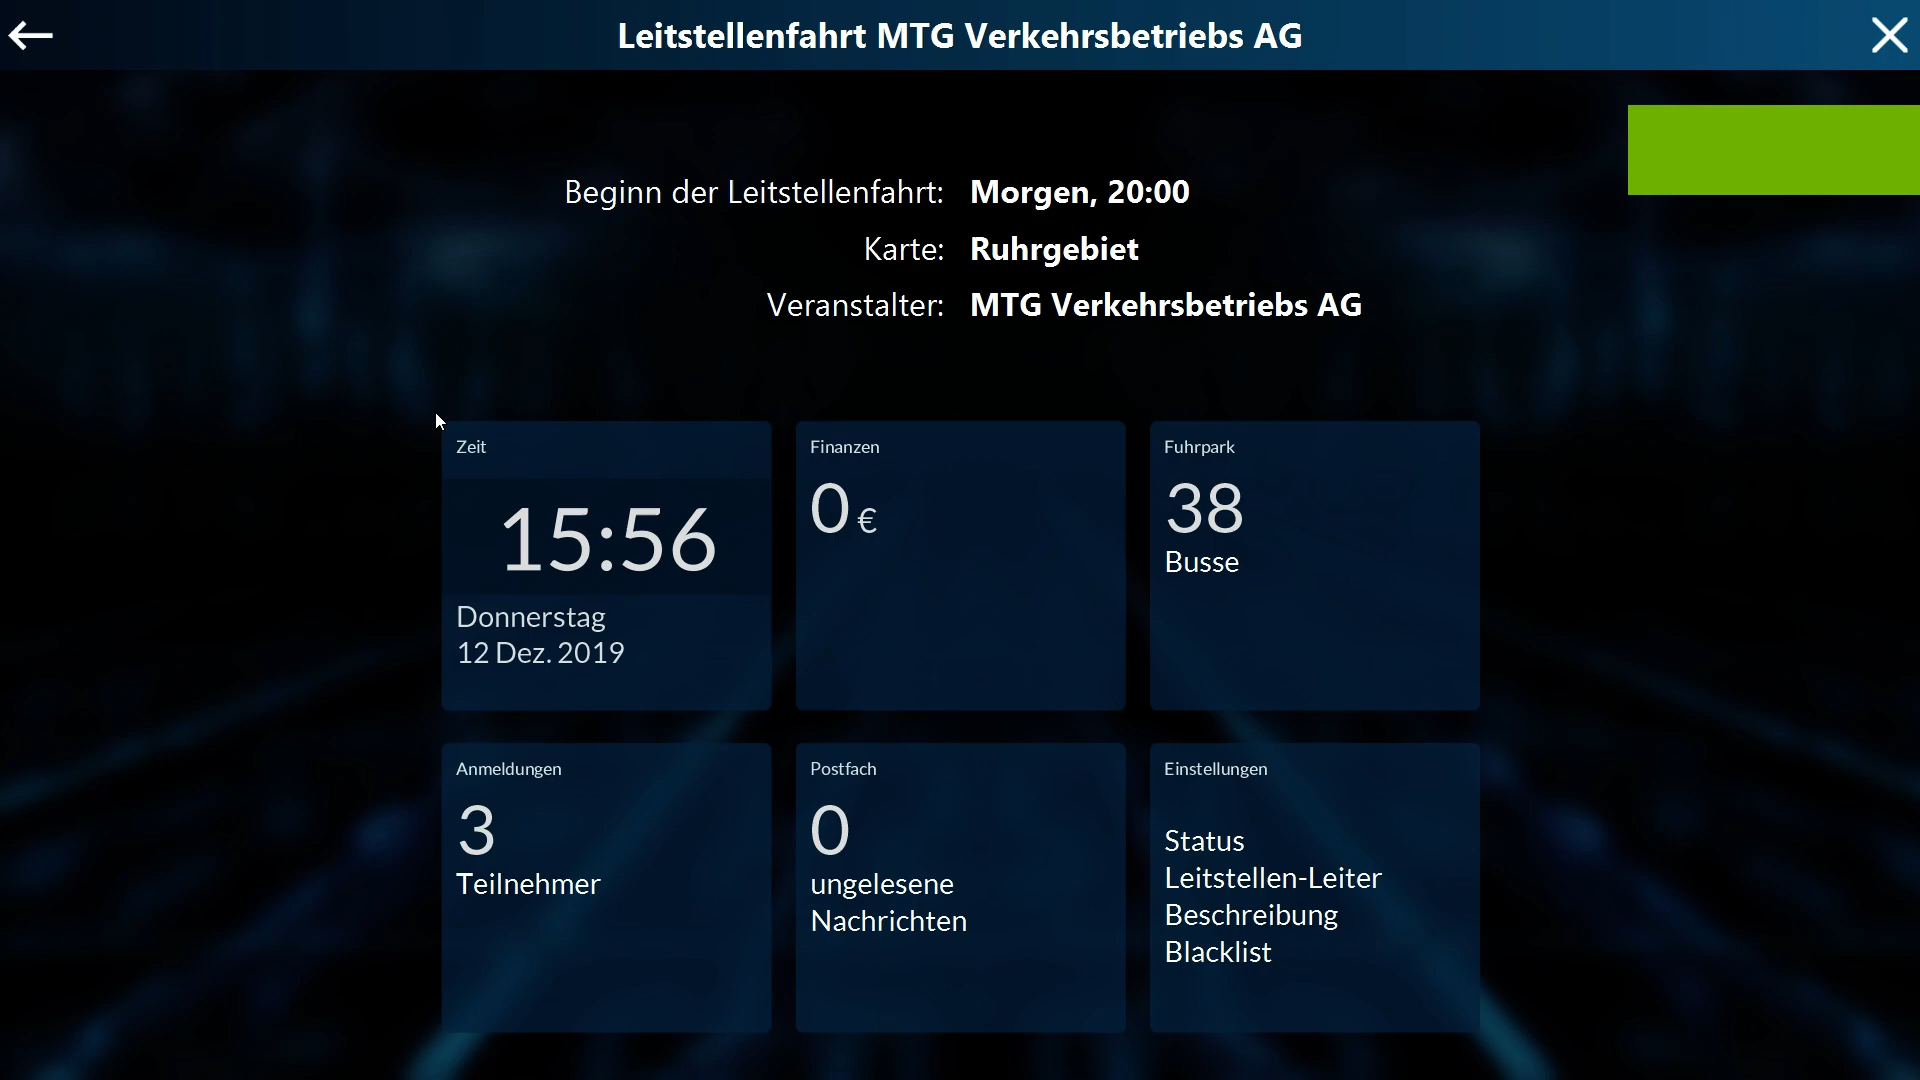 Leitstellenfahrt MTG Verkehrsbetriebs AG
Beginn der Leitstellenfahrt: Morgen, 20:00
Karte: Ruhrgebiet
Veranstalter: MTG Verkehrsbetriebs AG
Zeit
15:56
Donnerstag
12 Dez. 2019
Finanzen
0 €
Fuhrpark
38
Busse
Anmeldungen
3
Teilnehmer
Postfach
0
ungelesene
Nachrichten
Einstellungen
Status
Leitstellen-Leiter
Beschreibung
Blacklist